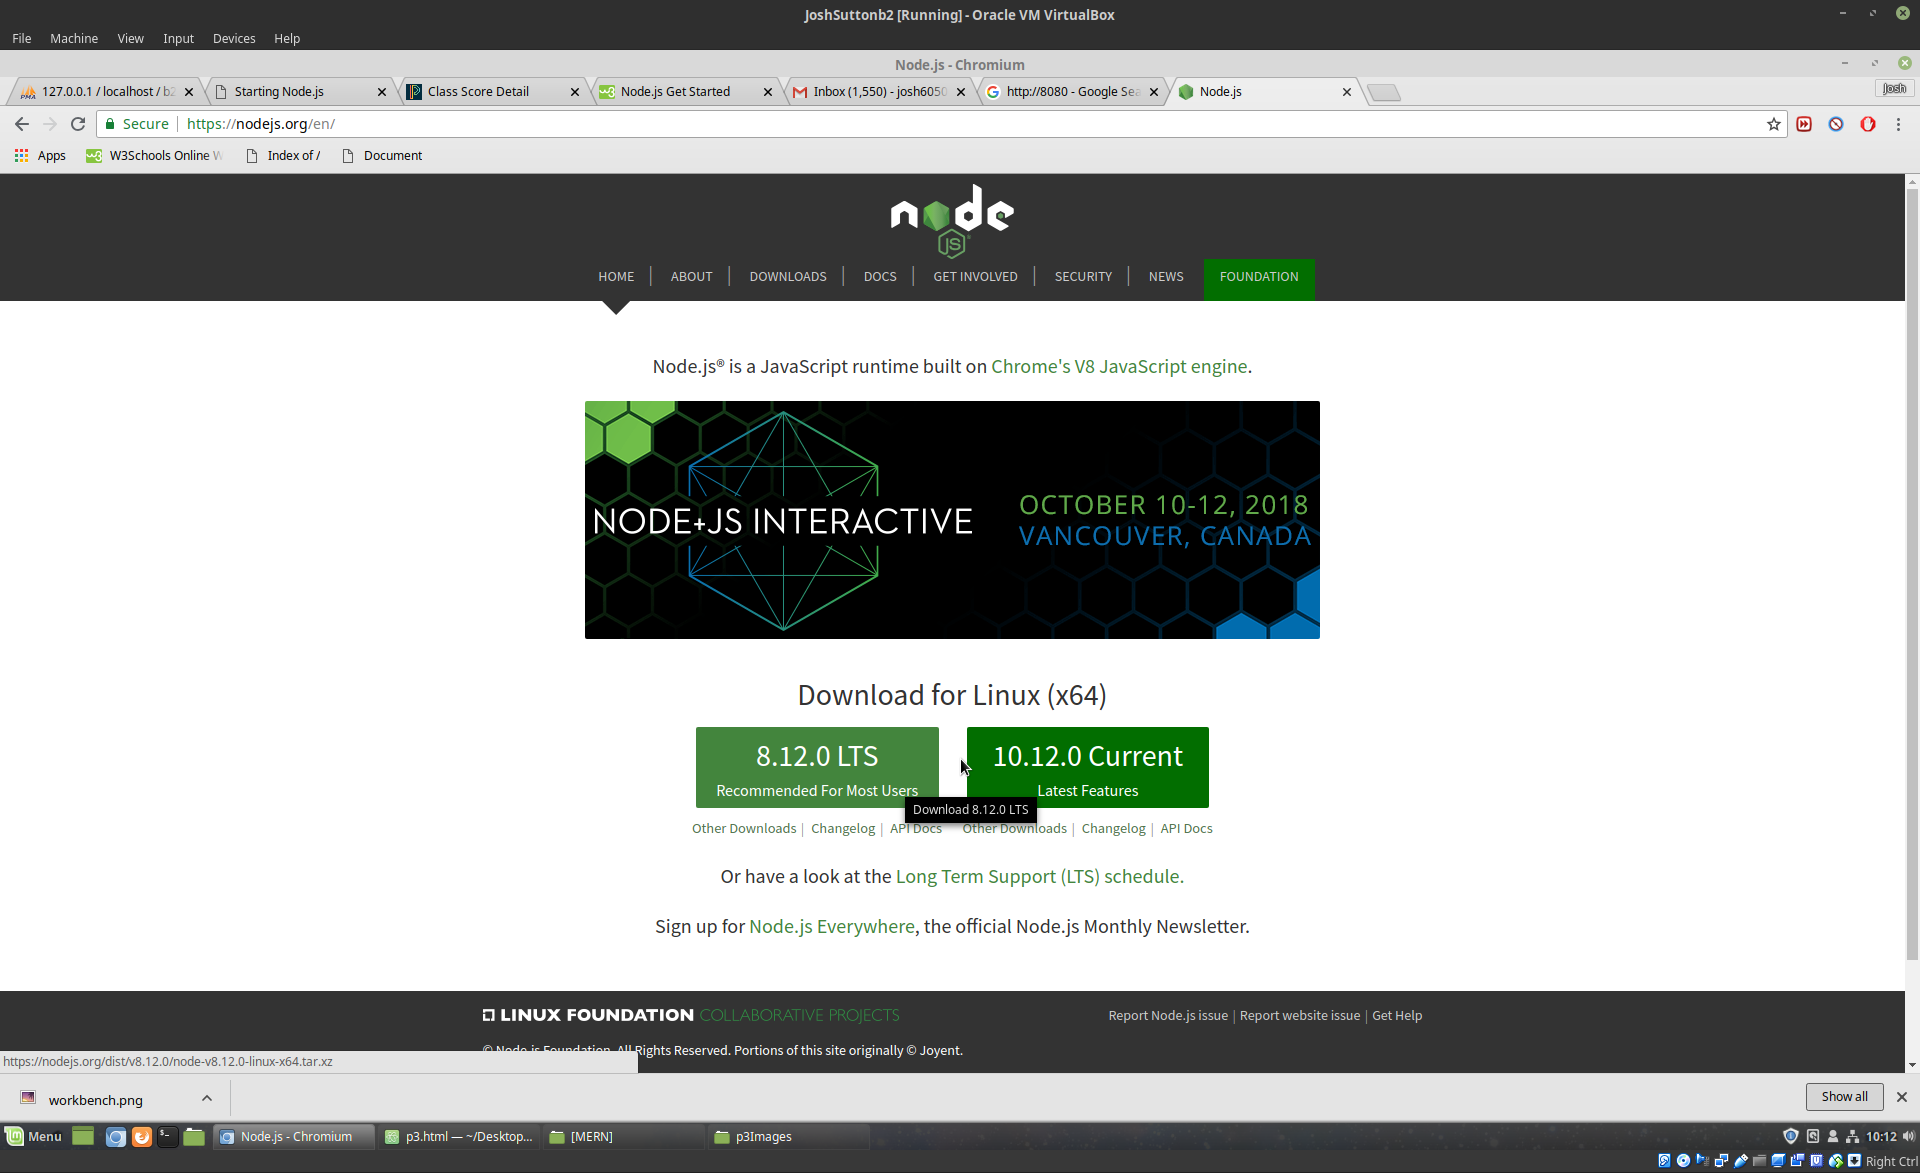 JoshSuttonb2 [Running] - Oracle VM VirtualBox
File Machine View Input Devices Help
Node.js - Chromium
127.0.0.1 / localhost / b2 Starting Node.js Class Score Detail Node.js Get Started Inbox (1,550) - josh6050 http://8080 - Google Sea Node.js Josh
Secure https://nodejs.org/en/
Apps W3Schools Online W Index of / Document
node
JS
HOME ABOUT DOWNLOADS DOCS GET INVOLVED SECURITY NEWS FOUNDATION
Node.js® is a JavaScript runtime built on Chrome's V8 JavaScript engine.
NODE+JS INTERACTIVE
OCTOBER 10-12, 2018
VANCOUVER, CANADA
Download for Linux (x64)
8.12.0 LTS
Recommended For Most Users
10.12.0 Current
Latest Features
Download 8.12.0 LTS
Other Downloads | Changelog | API Docs Other Downloads | Changelog | API Docs
Or have a look at the Long Term Support (LTS) schedule.
Sign up for Node.js Everywhere, the official Node.js Monthly Newsletter.
LINUX FOUNDATION COLLABORATIVE PROJECTS
Report Node.js issue | Report website issue | Get Help
© Node.js Foundation. All Rights Reserved. Portions of this site originally © Joyent.
https://nodejs.org/dist/v8.12.0/node-v8.12.0-linux-x64.tar.xz
workbench.png Show all
Menu Node.js - Chromium p3.html — ~/Desktop... [MERN] p3Images 10:12
Right Ctrl